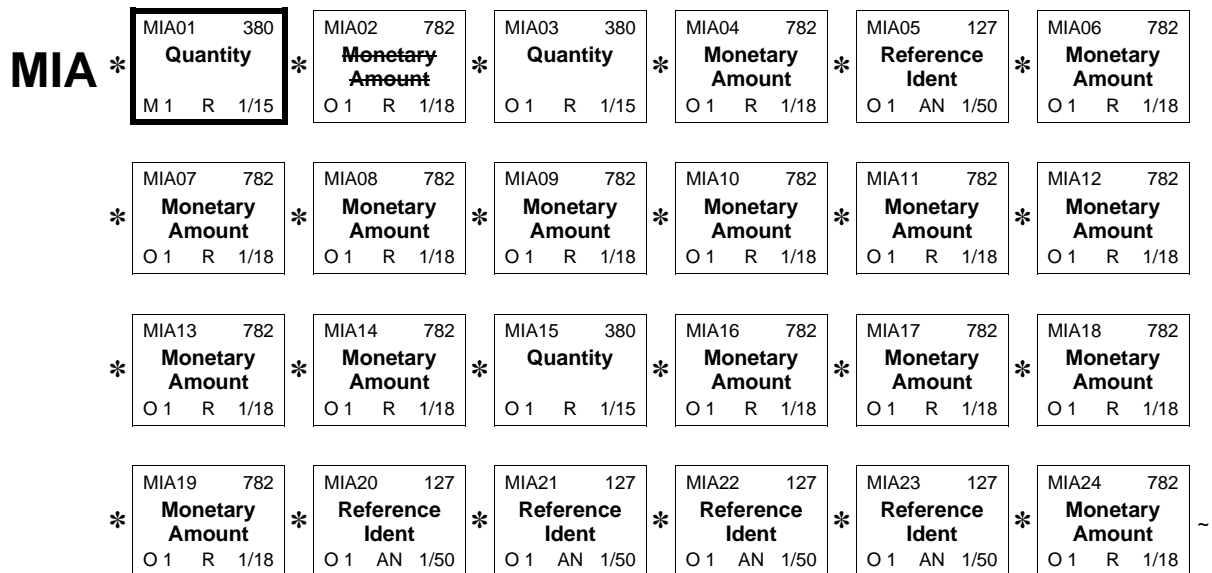 MIA01 380 MIA02 782 MIA03 380 MIA04 782 MIA05 127 MIA06 782
MIA * Quantity * Monetary Amount * Quantity * Monetary Amount * Reference Ident * Monetary Amount
M 1 R 1/15 O 1 R 1/18 O 1 R 1/15 O 1 R 1/18 O 1 AN 1/50 O 1 R 1/18
MIA07 782 MIA08 782 MIA09 782 MIA10 782 MIA11 782 MIA12 782
* Monetary Amount * Monetary Amount * Monetary Amount * Monetary Amount * Monetary Amount * Monetary Amount
O 1 R 1/18 O 1 R 1/18 O 1 R 1/18 O 1 R 1/18 O 1 R 1/18 O 1 R 1/18
MIA13 782 MIA14 782 MIA15 380 MIA16 782 MIA17 782 MIA18 782
* Monetary Amount * Monetary Amount * Quantity * Monetary Amount * Monetary Amount * Monetary Amount
O 1 R 1/18 O 1 R 1/18 O 1 R 1/15 O 1 R 1/18 O 1 R 1/18 O 1 R 1/18
MIA19 782 MIA20 127 MIA21 127 MIA22 127 MIA23 127 MIA24 782
* Monetary Amount * Reference Ident * Reference Ident * Reference Ident * Reference Ident * Monetary Amount ~
O 1 R 1/18 O 1 AN 1/50 O 1 AN 1/50 O 1 AN 1/50 O 1 AN 1/50 O 1 R 1/18